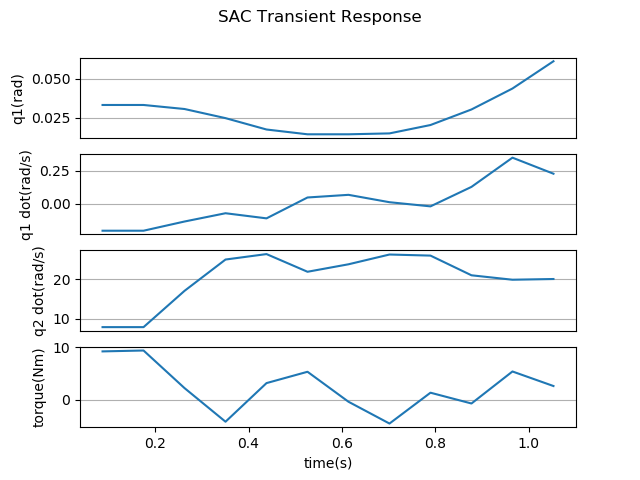 SAC Transient Response
q1(rad)
0.050
0.025
q1 dot(rad/s)
0.25
0.00
q2 dot(rad/s)
20
10
torque(Nm)
10
0
0.2 0.4 0.6 0.8 1.0
time(s)